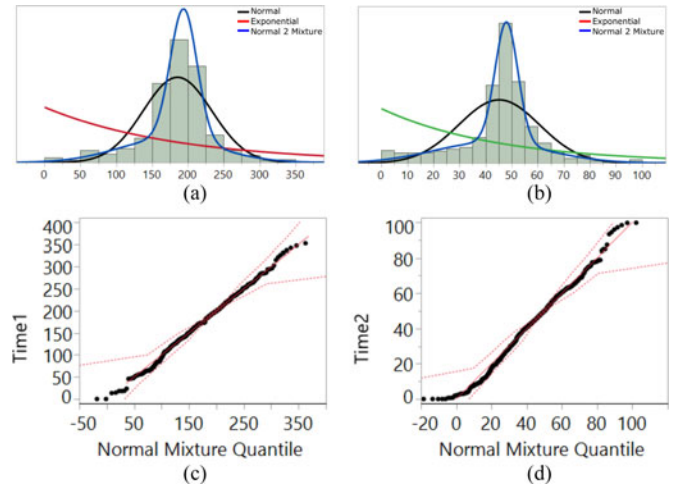 Normal
Exponential
Normal 2 Mixture
0 50 100 150 200 250 300 350
(a)
Normal
Exponential
Normal 2 Mixture
0 10 20 30 40 50 60 70 80 90 100
(b)
400
350
300
250
200
150
100
50
0
Time1
-50 50 150 250 350
Normal Mixture Quantile
(c)
100
80
60
40
20
0
Time2
-20 0 20 40 60 80 100
Normal Mixture Quantile
(d)